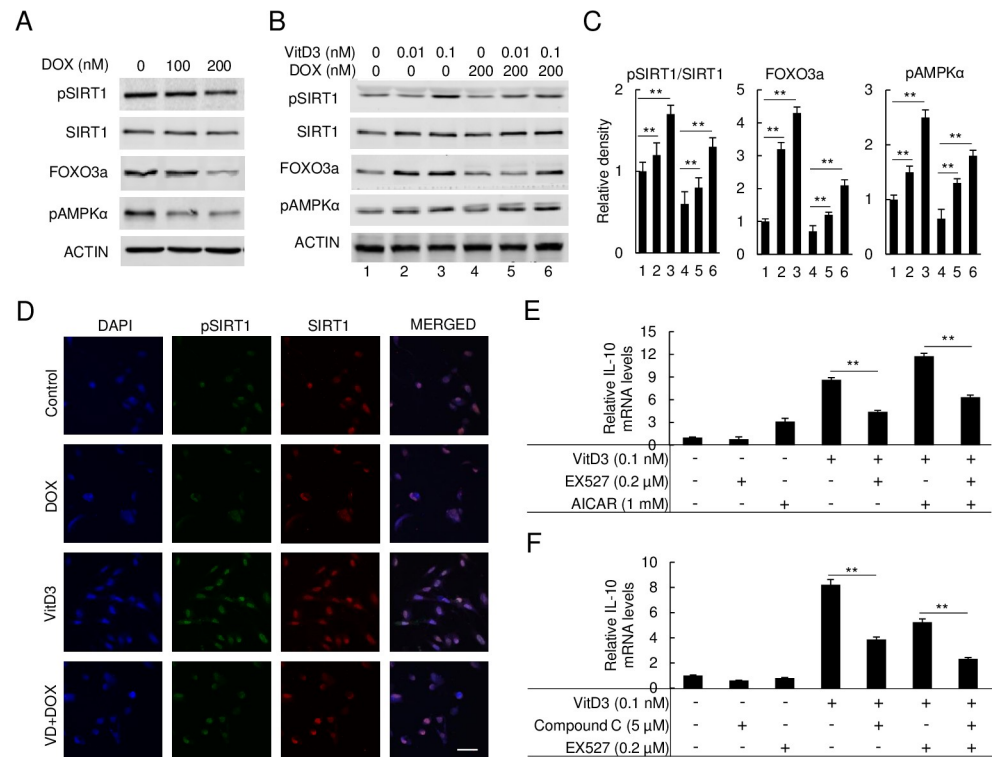 A
DOX (nM)
0 100 200
pSIRT1
SIRT1
FOXO3a
pAMPKα
ACTIN
B
VitD3 (nM) 0 0.01 0.1 0 0.01 0.1
DOX (nM) 0 0 0 200 200 200
pSIRT1
SIRT1
FOXO3a
pAMPKα
ACTIN
1 2 3 4 5 6
C
pSIRT1/SIRT1
Relative density
2
1
0
** ** ** **
1 2 3 4 5 6
FOXO3a
5
4
3
2
1
0
** ** ** **
1 2 3 4 5 6
pAMPKα
3
2
1
0
** ** ** **
1 2 3 4 5 6
D
DAPI pSIRT1 SIRT1 MERGED
Control
DOX
VitD3
VD+DOX
E
Relative IL-10
mRNA levels
15
12
9
6
3
0
** **
VitD3 (0.1 nM) - - - + + + +
EX527 (0.2 µM) - + - - + - +
AICAR (1 mM) - - + - - + +
F
Relative IL-10
mRNA levels
10
8
6
4
2
0
** **
VitD3 (0.1 nM) - - - + + + +
Compound C (5 µM) - + - - + - +
EX527 (0.2 µM) - - + - - + +